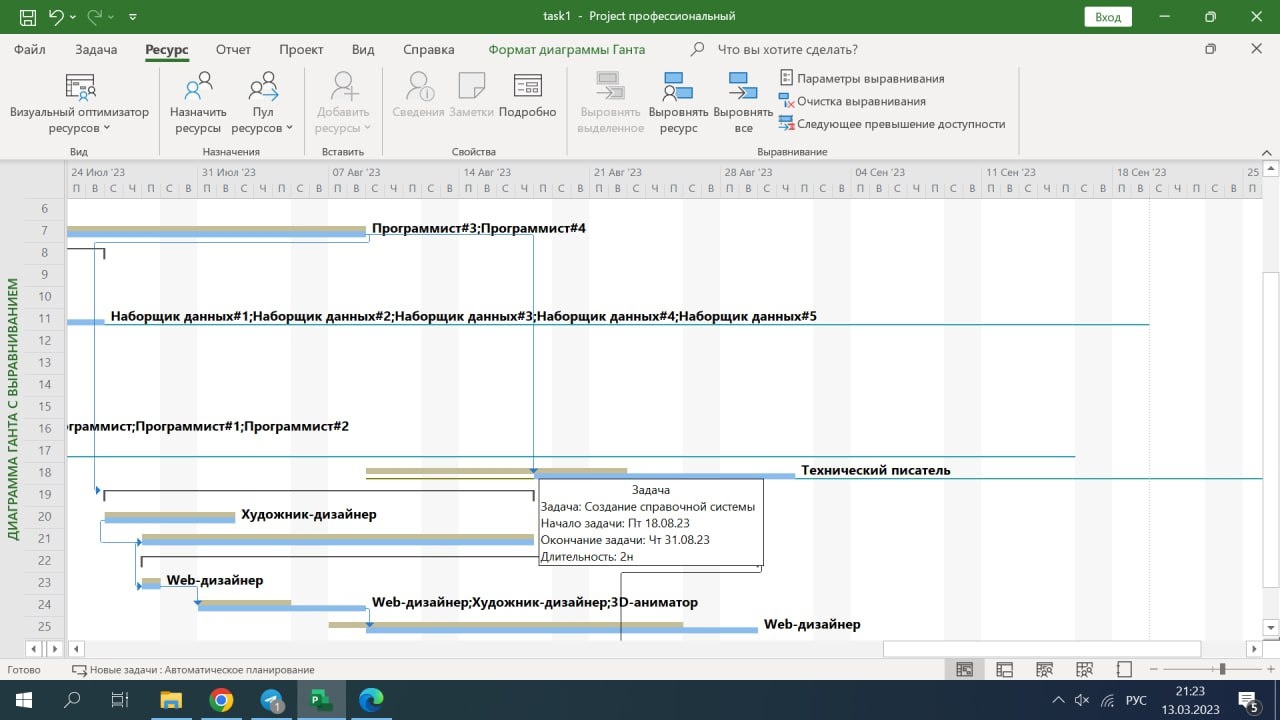 task1 - Project профессиональный
Вход
Файл Задача Ресурс Отчет Проект Вид Справка Формат диаграммы Ганта Что вы хотите сделать?
Визуальный оптимизатор ресурсов
Вид
Назначить ресурсы
Пул ресурсов
Назначения
Добавить ресурсы
Вставить
Сведения
Заметки
Подробно
Свойства
Выровнять выделенное
Выровнять ресурс
Выровнять все
Параметры выравнивания
Очистка выравнивания
Следующее превышение доступности
Выравнивание
24 Июл '23 31 Июл '23 07 Авг '23 14 Авг '23 21 Авг '23 28 Авг '23 04 Сен '23 11 Сен '23 18 Сен '23 25
П В С Ч П С В П В С Ч П С В П В С Ч П С В П В С Ч П С В П В С Ч П С В П В С Ч П С В П В С Ч П С В П В С Ч П С В П В С Ч П С В П
ДИАГРАММА ГАНТА С ВЫРАВНИВАНИЕМ
6
7 Программист#3;Программист#4
8
9
10
11 Наборщик данных#1;Наборщик данных#2;Наборщик данных#3;Наборщик данных#4;Наборщик данных#5
12
13
14
15
16 ограммист;Программист#1;Программист#2
17
18 Технический писатель
19
20 Художник-дизайнер
21
22
23 Web-дизайнер
24 Web-дизайнер;Художник-дизайнер;3D-аниматор
25 Web-дизайнер
Задача
Задача: Создание справочной системы
Начало задачи: Пт 18.08.23
Окончание задачи: Чт 31.08.23
Длительность: 2н
Готово Новые задачи : Автоматическое планирование
1
РУС
21:23
13.03.2023
5